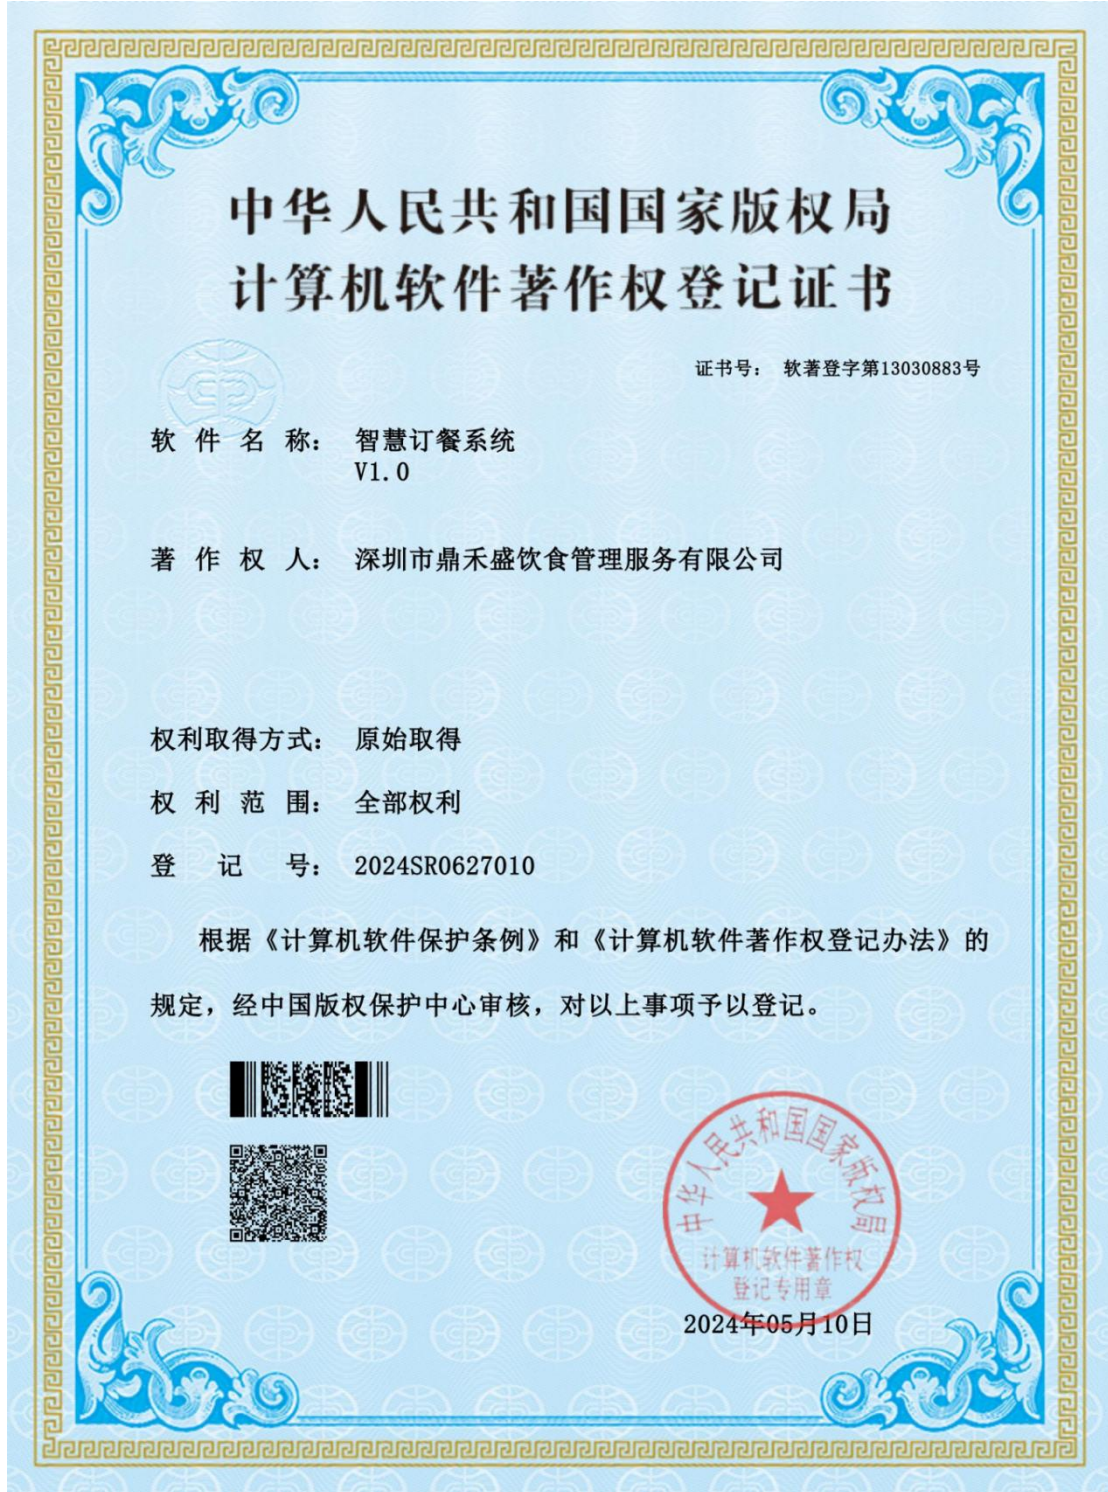 中华人民共和国国家版权局
计算机软件著作权登记证书
证书号： 软著登字第13030883号
软件名称： 智慧订餐系统
V1.0
著作权人： 深圳市鼎禾盛饮食管理服务有限公司
权利取得方式： 原始取得
权利范围： 全部权利
登记号： 2024SR0627010
根据《计算机软件保护条例》和《计算机软件著作权登记办法》的
规定，经中国版权保护中心审核，对以上事项予以登记。
中华人民共和国国家版权局
计算机软件著作权
登记专用章
2024年05月10日